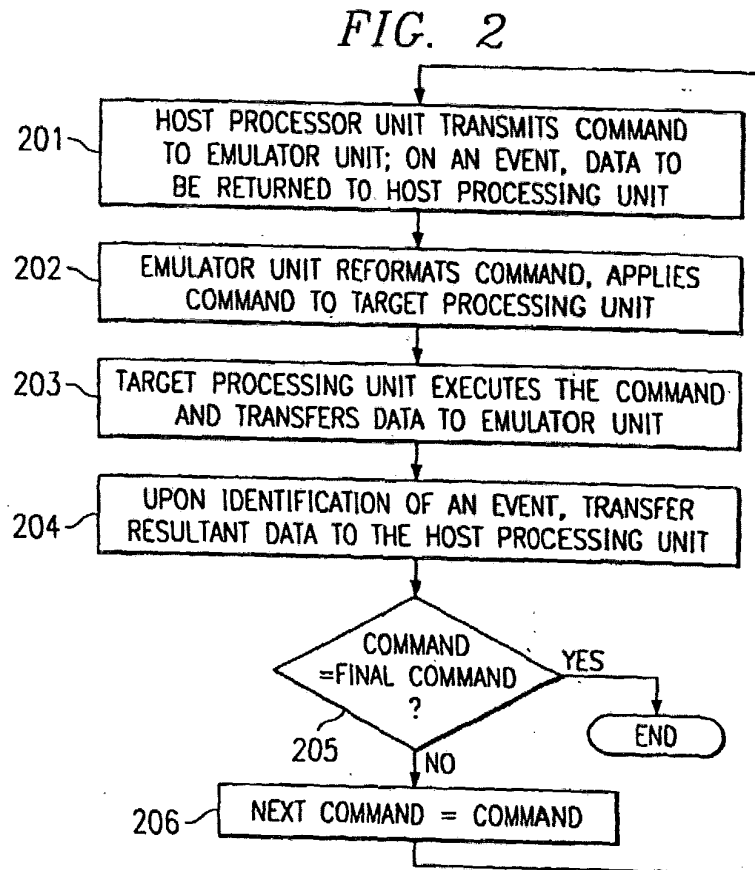 FIG. 2
201
HOST PROCESSOR UNIT TRANSMITS COMMAND
TO EMULATOR UNIT; ON AN EVENT, DATA TO
BE RETURNED TO HOST PROCESSING UNIT
202
EMULATOR UNIT REFORMATS COMMAND, APPLIES
COMMAND TO TARGET PROCESSING UNIT
203
TARGET PROCESSING UNIT EXECUTES THE COMMAND
AND TRANSFERS DATA TO EMULATOR UNIT
204
UPON IDENTIFICATION OF AN EVENT, TRANSFER
RESULTANT DATA TO THE HOST PROCESSING UNIT
COMMAND
=FINAL COMMAND
?
YES
205
END
NO
206
NEXT COMMAND = COMMAND